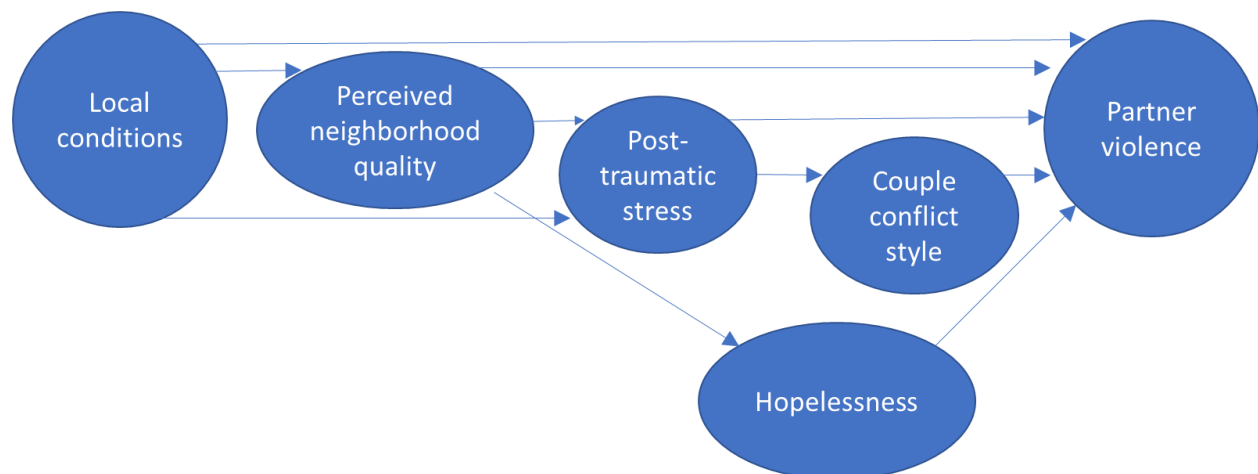 Local
conditions
Perceived
neighborhood
quality
Post-
traumatic
stress
Couple
conflict
style
Partner
violence
Hopelessness